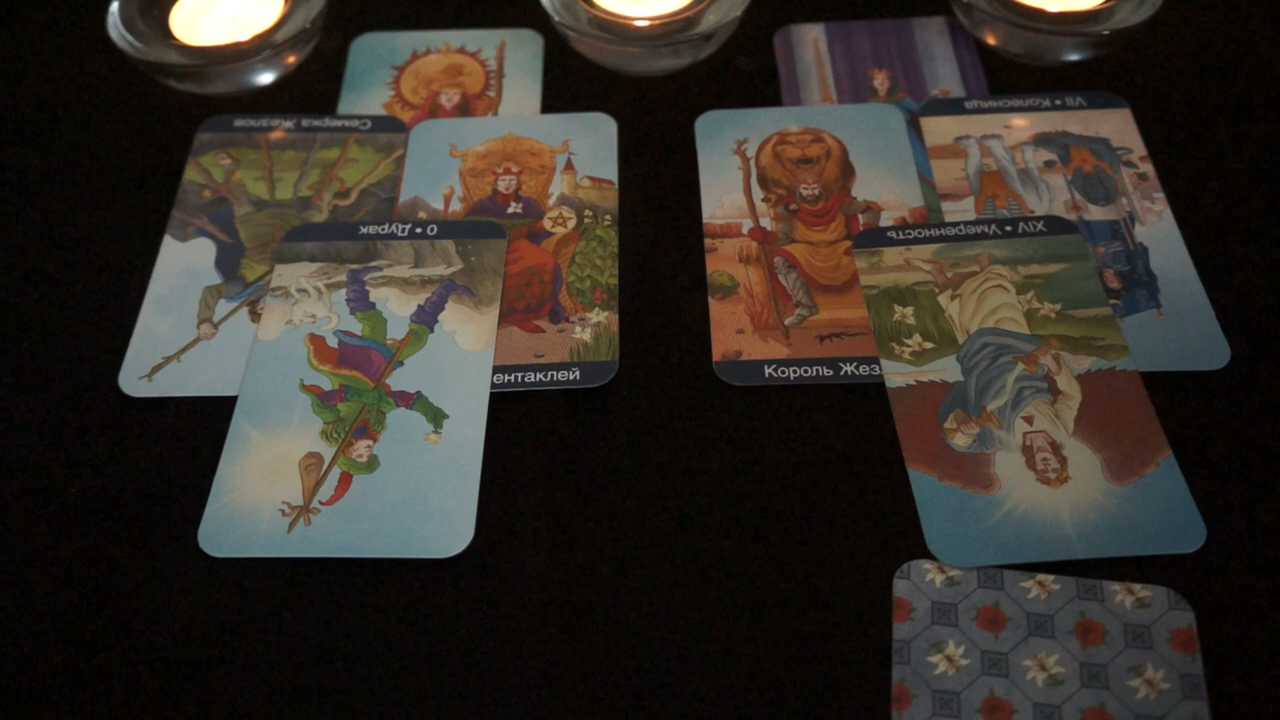 VII • Колесница
Семерка Жезлов
XIV • Умеренность
0 • Дурак
Король Жез
ентаклей